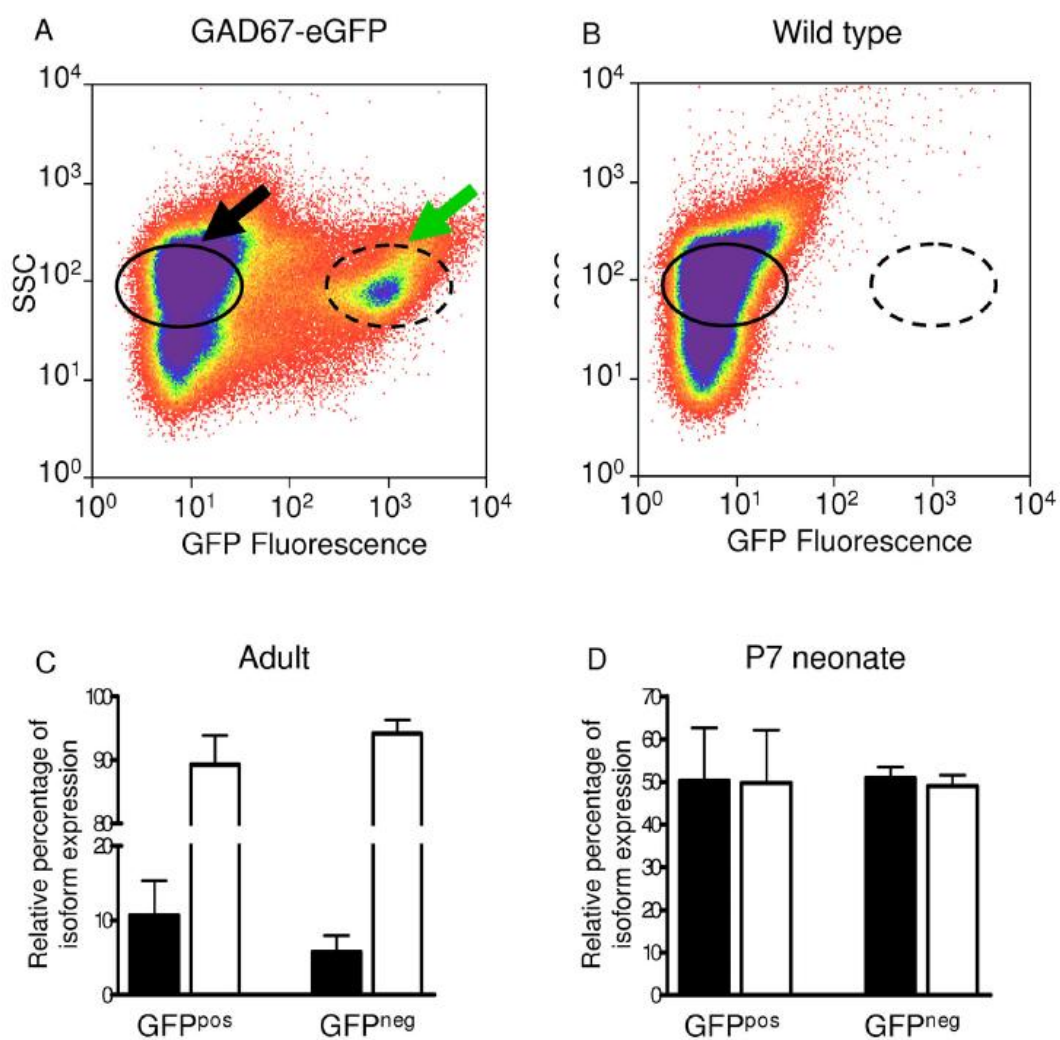 A GAD67-eGFP
B Wild type
10⁴
10³
10²
10¹
10⁰
SSC
10⁰ 10¹ 10² 10³ 10⁴
GFP Fluorescence
10⁴
10³
10²
10¹
10⁰
10⁰ 10¹ 10² 10³ 10⁴
GFP Fluorescence
C Adult
D P7 neonate
Relative percentage of
isoform expression
100
90
80
20
10
0
GFPpos GFPneg
Relative percentage of
isoform expression
70
60
50
40
30
20
10
0
GFPpos GFPneg